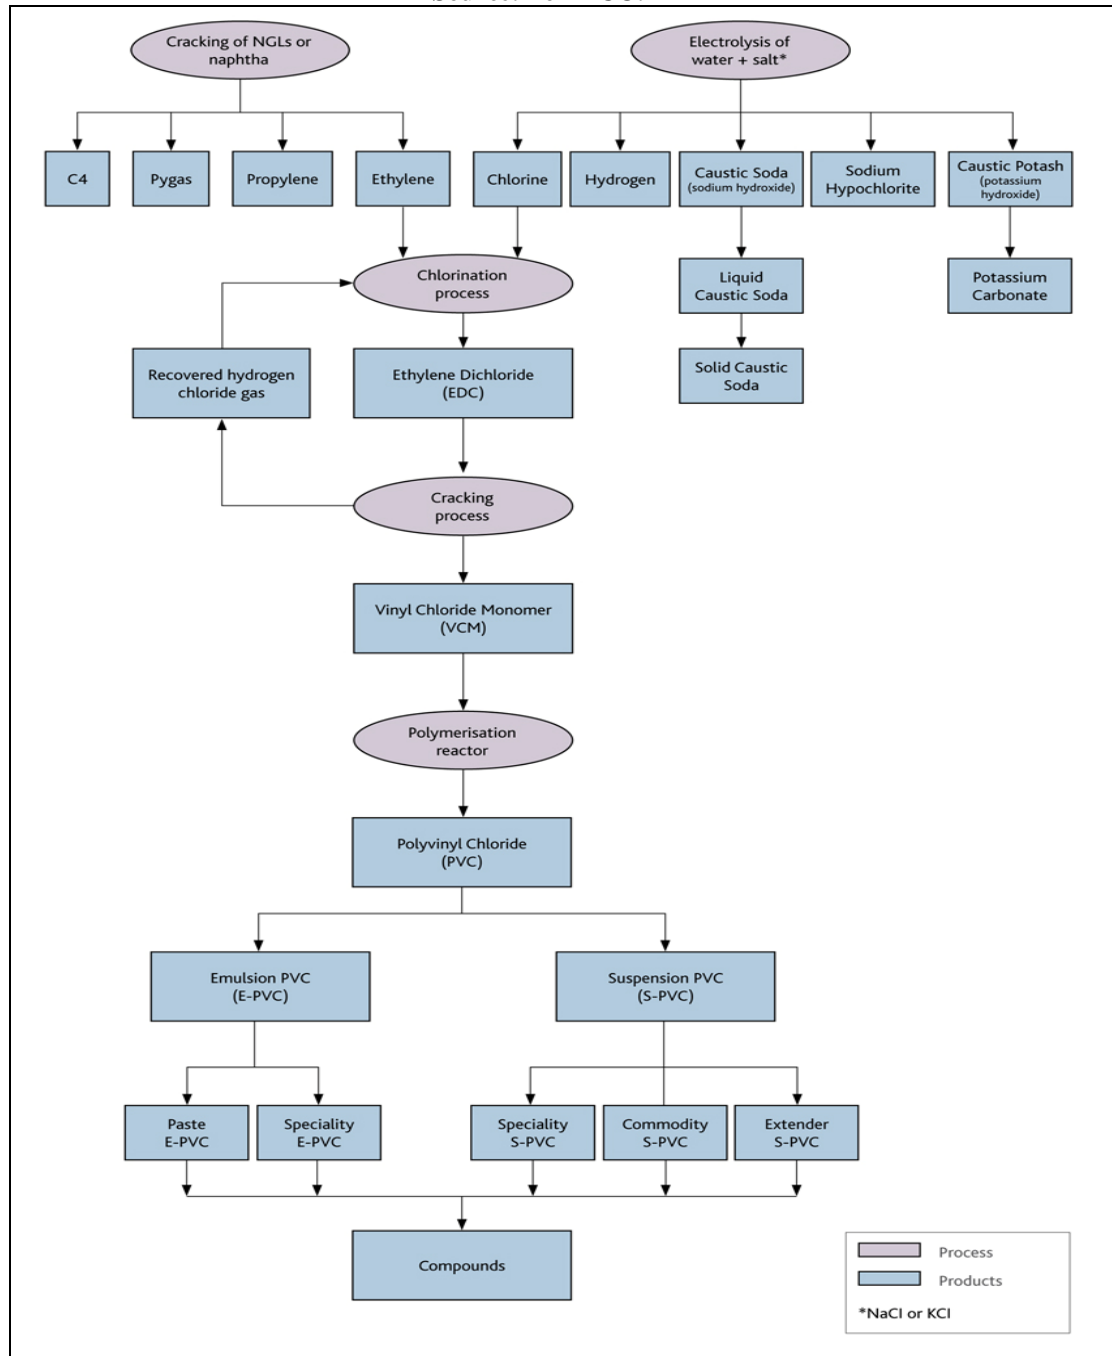 Cracking of NGLs or
naphtha
Electrolysis of
water + salt*
C4
Pygas
Propylene
Ethylene
Chlorine
Hydrogen
Caustic Soda
(sodium hydroxide)
Sodium
Hypochlorite
Caustic Potash
(potassium
hydroxide)
Chlorination
process
Liquid
Caustic Soda
Potassium
Carbonate
Recovered hydrogen
chloride gas
Ethylene Dichloride
(EDC)
Solid Caustic
Soda
Cracking
process
Vinyl Chloride Monomer
(VCM)
Polymerisation
reactor
Polyvinyl Chloride
(PVC)
Emulsion PVC
(E-PVC)
Suspension PVC
(S-PVC)
Paste
E-PVC
Speciality
E-PVC
Speciality
S-PVC
Commodity
S-PVC
Extender
S-PVC
Compounds
Process
Products
*NaCl or KCl